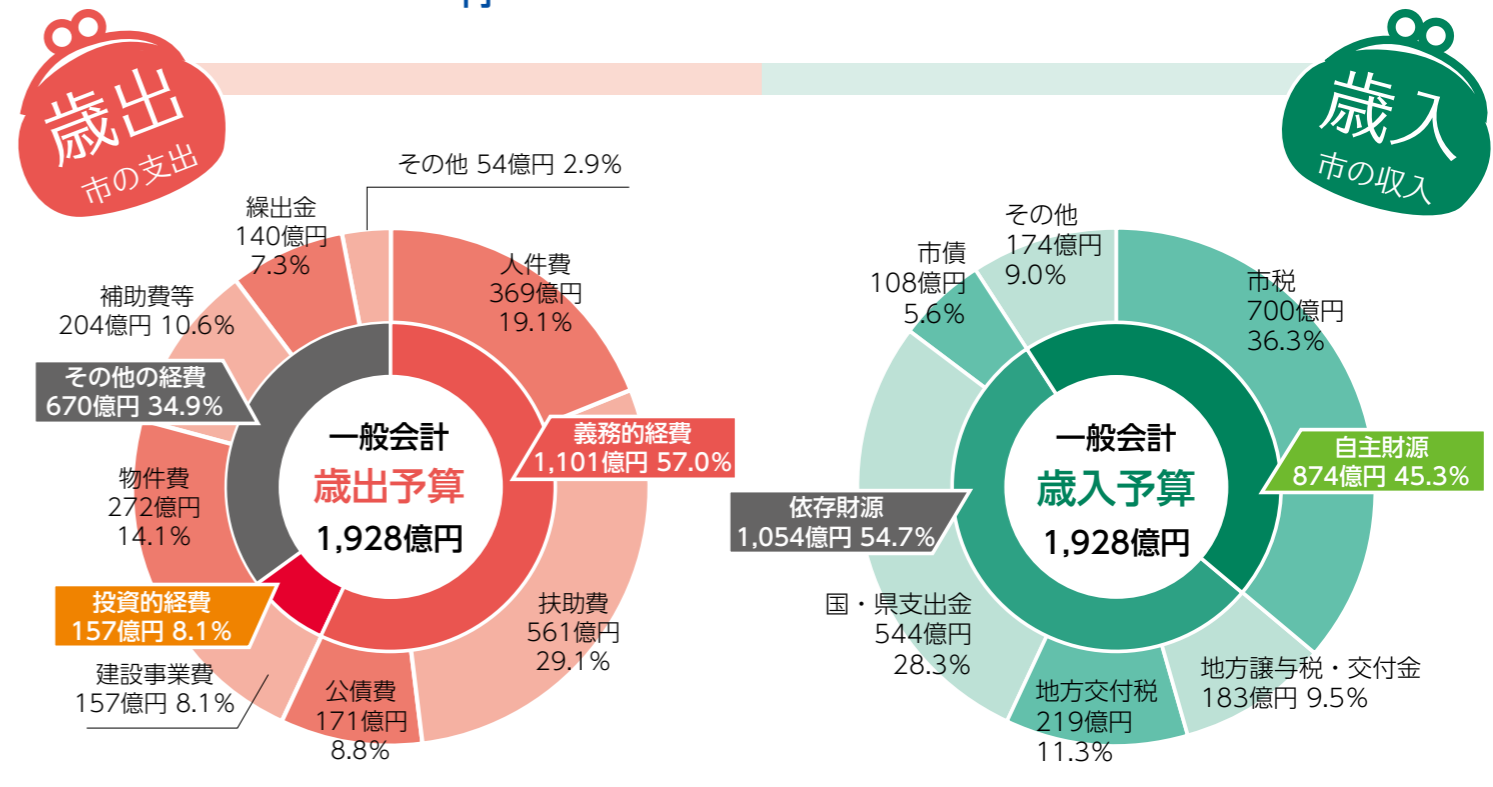 円
歳出
市の支出
その他 54億円 2.9%
繰出金
140億円
7.3%
人件費
369億円
19.1%
補助費等
204億円 10.6%
その他の経費
670億円 34.9%
義務的経費
1,101億円 57.0%
一般会計
歳出予算
1,928億円
物件費
272億円
14.1%
投資的経費
157億円 8.1%
建設事業費
157億円 8.1%
公債費
171億円
8.8%
扶助費
561億円
29.1%
歳入
市の収入
その他
174億円
9.0%
市債
108億円
5.6%
市税
700億円
36.3%
自主財源
874億円 45.3%
一般会計
歳入予算
1,928億円
依存財源
1,054億円 54.7%
国・県支出金
544億円
28.3%
地方交付税
219億円
11.3%
地方譲与税・交付金
183億円 9.5%